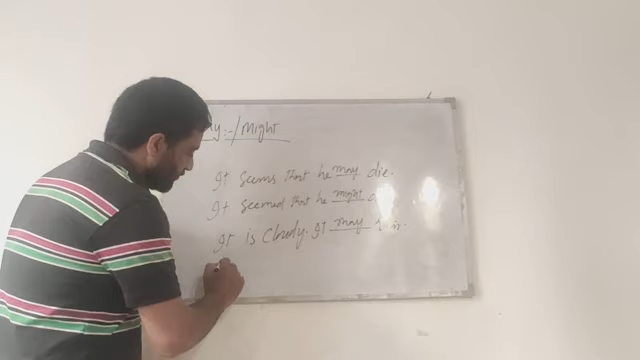 /Might
It seems that he may die.
It seemed that he might
It is Cloudy. It may